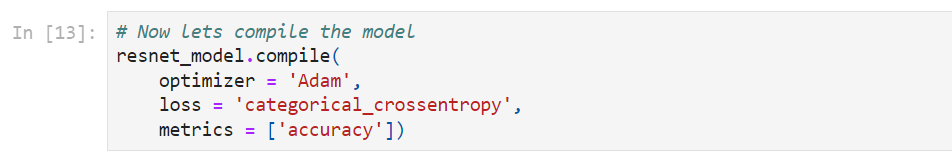 In [13]: # Now lets compile the model
resnet_model.compile(
    optimizer = 'Adam',
    loss = 'categorical_crossentropy',
    metrics = ['accuracy'])